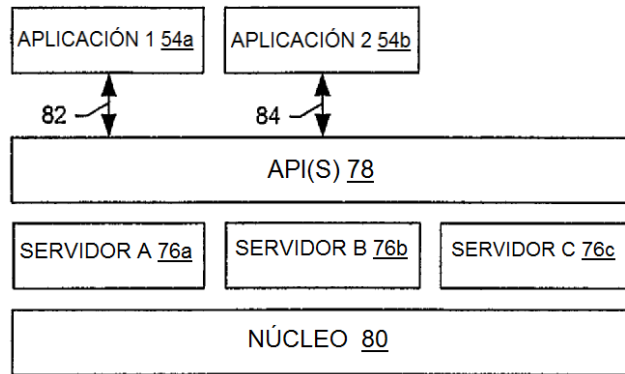 APLICACIÓN 1 54a
APLICACIÓN 2 54b
82
84
API(S) 78
SERVIDOR A 76a
SERVIDOR B 76b
SERVIDOR C 76c
NÚCLEO 80